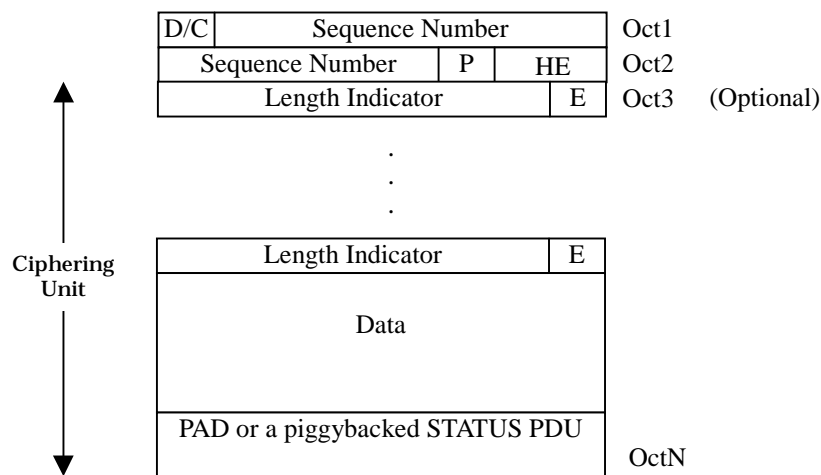 D/C Sequence Number Oct1
Sequence Number P HE Oct2
Length Indicator E Oct3 (Optional)
.
.
.
Length Indicator E
Ciphering
Unit
Data
PAD or a piggybacked STATUS PDU
OctN